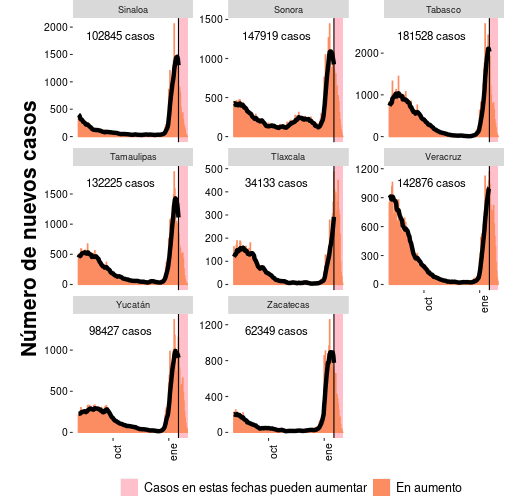 Sinaloa
Sonora
Tabasco
102845 casos
147919 casos
181528 casos
2000
1500
1000
500
0
1500
1000
500
0
2000
1000
0
Tamaulipas
Tlaxcala
Veracruz
132225 casos
34133 casos
142876 casos
1500
1000
500
0
500
400
300
200
100
0
1200
900
600
300
0
oct
ene
Yucatán
Zacatecas
98427 casos
62349 casos
1000
500
0
1200
800
400
0
oct
ene
oct
ene
Número de nuevos casos
Casos en estas fechas pueden aumentar
En aumento